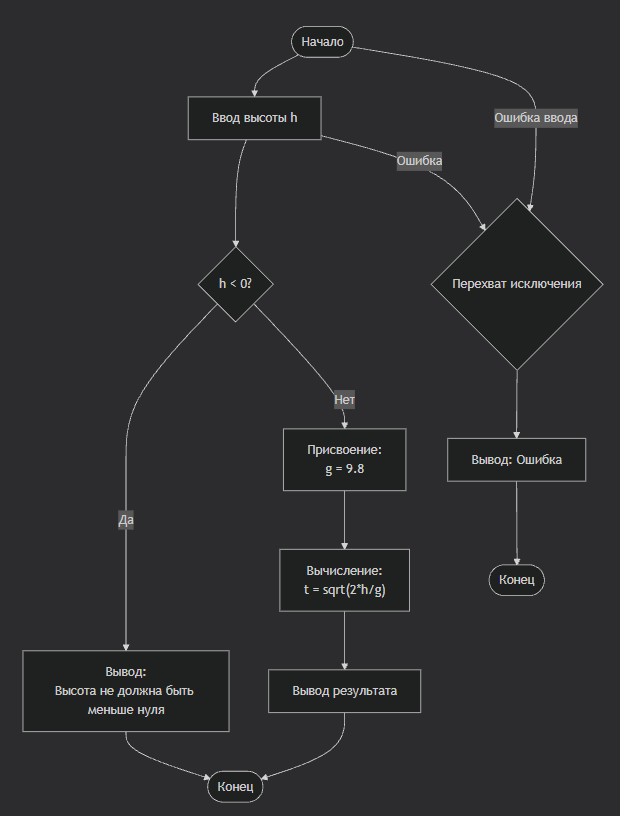 Начало
Ввод высоты h
Ошибка ввода
Ошибка
h < 0?
Перехват исключения
Нет
Присвоение:
g = 9.8
Вывод: Ошибка
Да
Вычисление:
t = sqrt(2*h/g)
Конец
Вывод:
Высота не должна быть
меньше нуля
Вывод результата
Конец